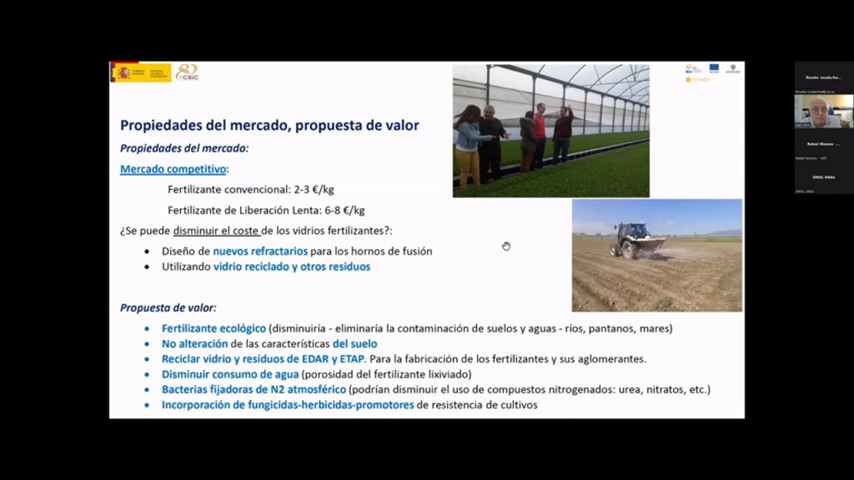 CSIC
Propiedades del mercado, propuesta de valor
Propiedades del mercado:
Mercado competitivo:
Fertilizante convencional: 2-3 €/kg
Fertilizante de Liberación Lenta: 6-8 €/kg
¿Se puede disminuir el coste de los vidrios fertilizantes?:
• Diseño de nuevos refractarios para los hornos de fusión
• Utilizando vidrio reciclado y otros residuos
Propuesta de valor:
• Fertilizante ecológico (disminuiría - eliminaría la contaminación de suelos y aguas - ríos, pantanos, mares)
• No alteración de las características del suelo
• Reciclar vidrio y residuos de EDAR y ETAP. Para la fabricación de los fertilizantes y sus aglomerantes.
• Disminuir consumo de agua (porosidad del fertilizante lixiviado)
• Bacterias fijadoras de N2 atmosférico (podrían disminuir el uso de compuestos nitrogenados: urea, nitratos, etc.)
• Incorporación de fungicidas-herbicidas-promotores de resistencia de cultivos